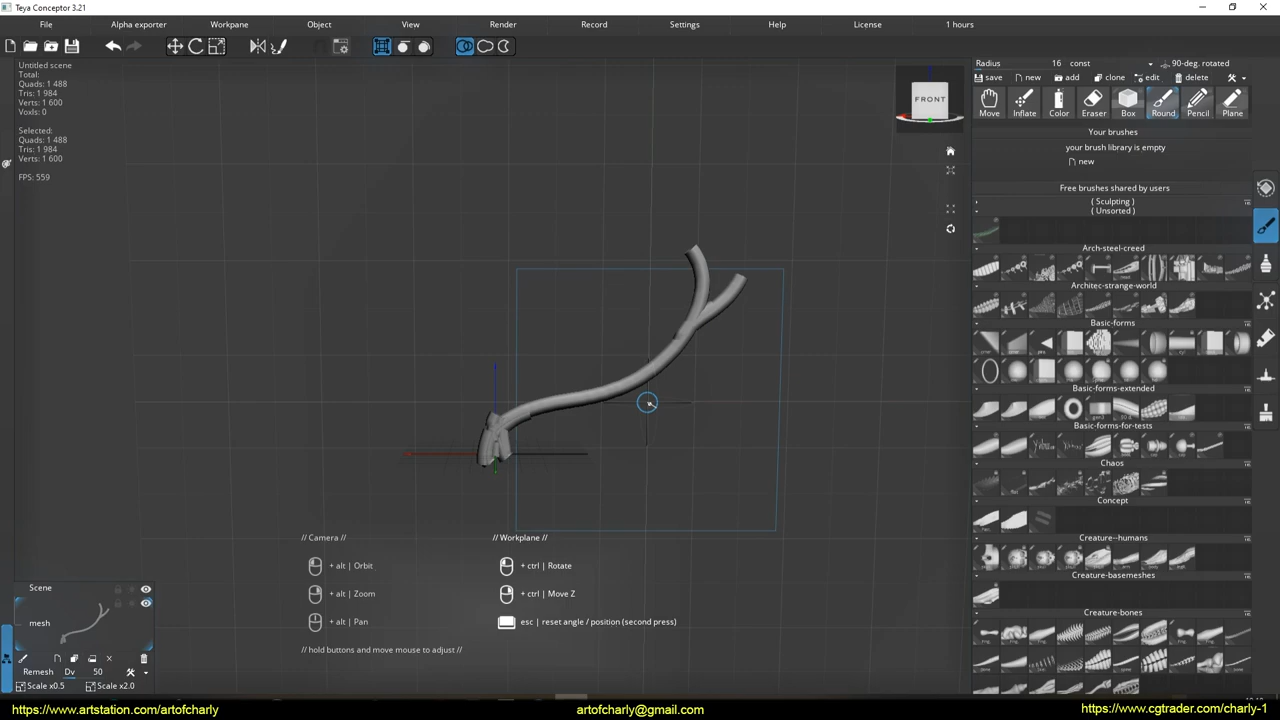 Teya Conceptor 3.21
File Alpha exporter Workpane Object View Render Record Settings Help License 1 hours
Untitled scene
Total:
Quads: 1 488
Tris: 1 984
Verts: 1 600
Voxls: 0
Selected:
Quads: 1 488
Tris: 1 984
Verts: 1 600
FPS: 559
FRONT
Radius 16 const 90-deg. rotated
save new add clone edit delete
Move Inflate Color Eraser Box Round Pencil Plane
Your brushes
your brush library is empty
new
Free brushes shared by users
( Sculpting )
( Unsorted )
Arch-steel-creed
Architec-strange-world
Basic-forms
Basic-forms-extended
Basic-forms-for-tests
Chaos
Concept
Creature--humans
Creature-basemeshes
Creature-bones
// Camera // // Workplane //
+ alt | Orbit + ctrl | Rotate
+ alt | Zoom + ctrl | Move Z
+ alt | Pan esc | reset angle / position (second press)
// hold buttons and move mouse to adjust //
Scene
mesh
Remesh Dv 50
Scale x0.5 Scale x2.0
https://www.artstation.com/artofcharly artofcharly@gmail.com https://www.cgtrader.com/charly-1